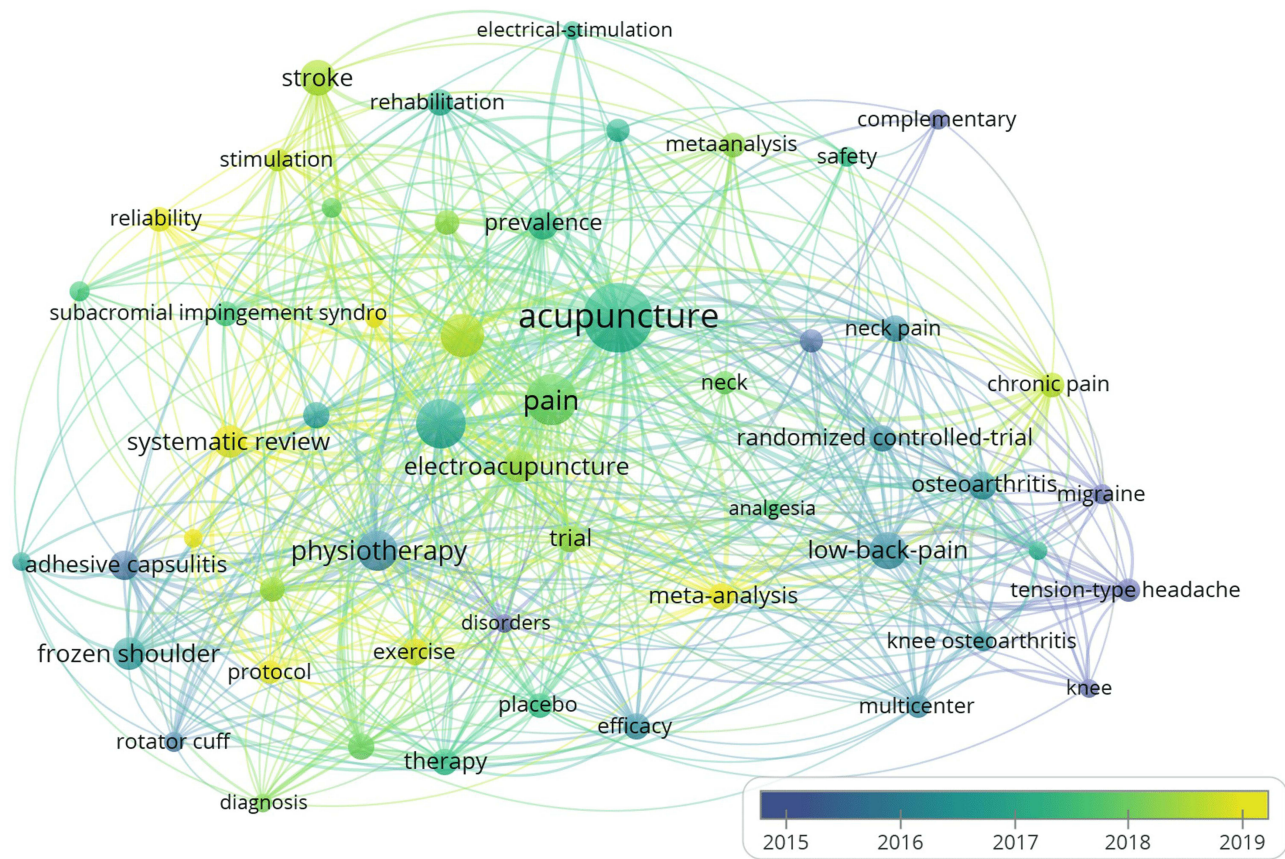 electrical-stimulation
stroke
rehabilitation
complementary
metaanalysis
safety
stimulation
reliability
prevalence
subacromial impingement syndro
acupuncture
neck pain
neck
chronic pain
pain
systematic review
randomized controlled-trial
electroacupuncture
osteoarthritis
migraine
analgesia
trial
physiotherapy
low-back-pain
adhesive capsulitis
meta-analysis
tension-type headache
disorders
knee osteoarthritis
frozen shoulder
exercise
protocol
knee
placebo
multicenter
efficacy
rotator cuff
therapy
diagnosis
2015 2016 2017 2018 2019